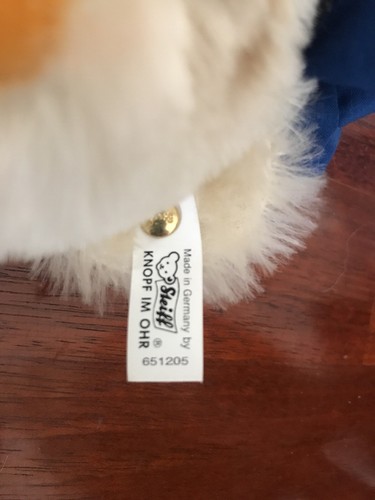 Made in Germany by
Steiff
KNOPF IM OHR ®
651205